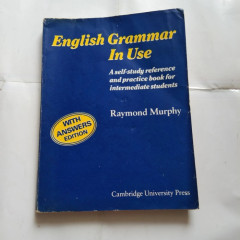 English Grammar
In Use
A self-study reference
and practice book for
intermediate students
Raymond Murphy
WITH
ANSWERS
EDITION
Cambridge University Press